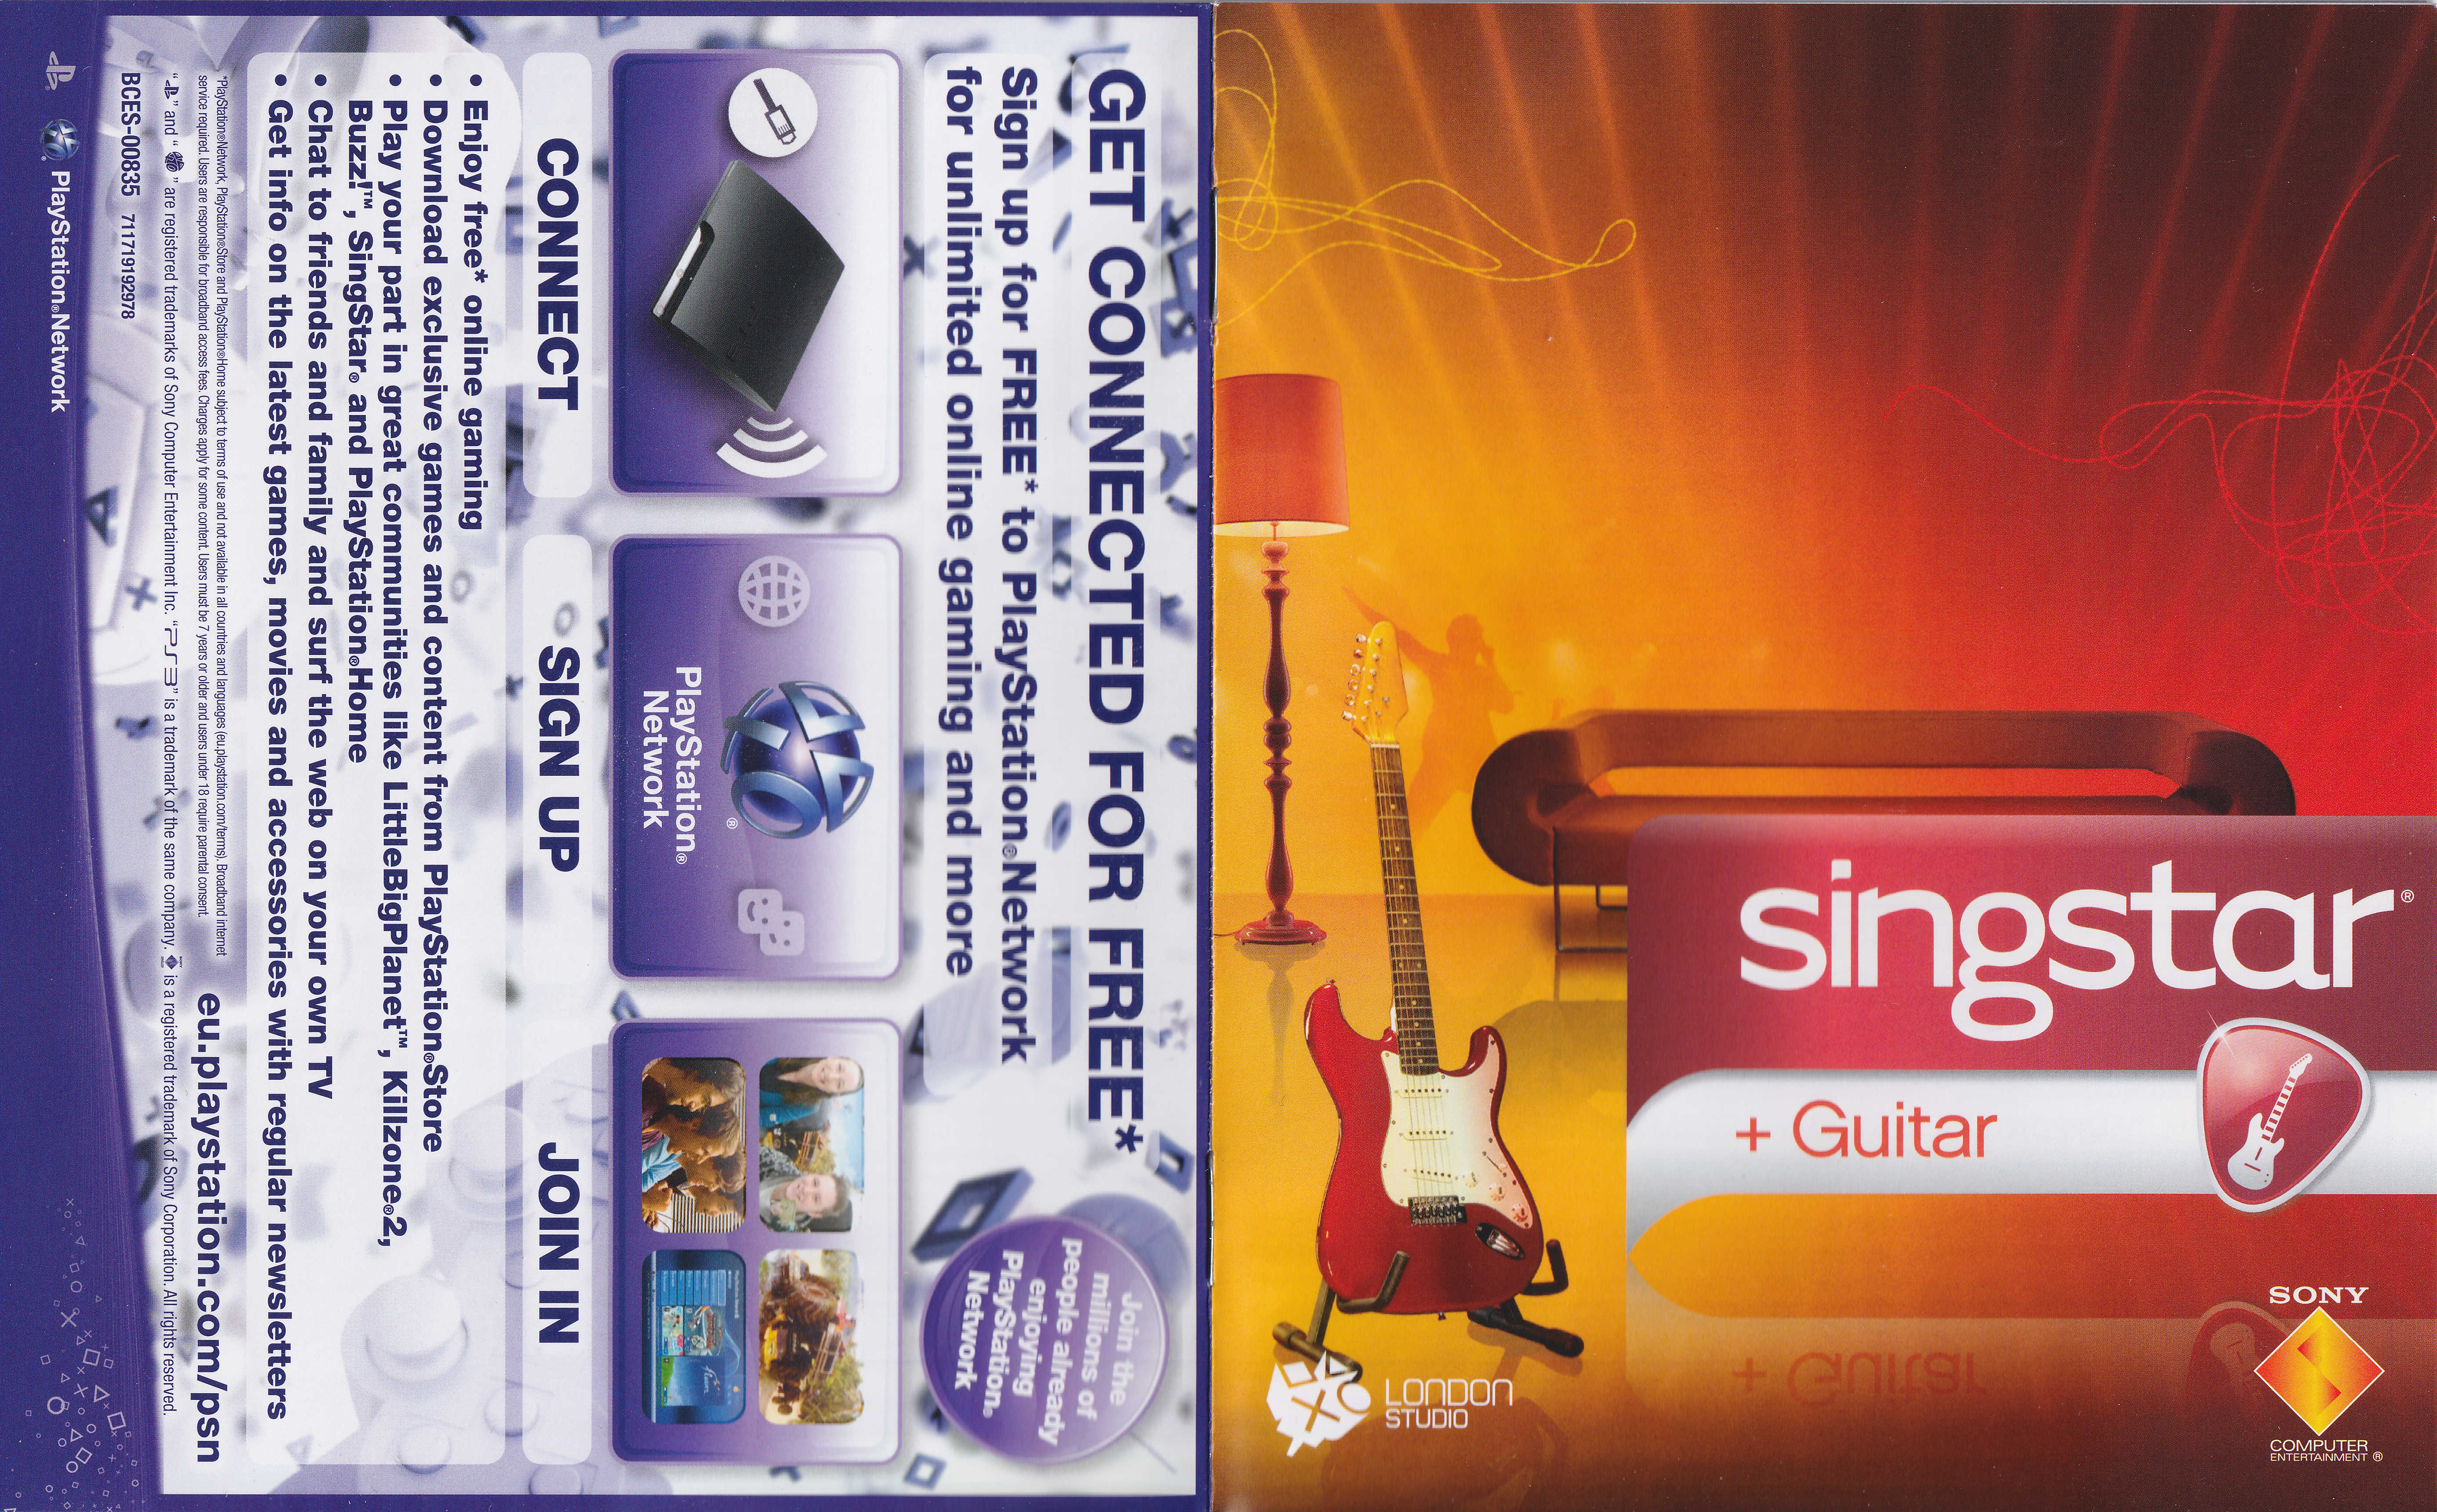 GET CONNECTED FOR FREE*
Sign up for FREE* to PlayStation®Network
for unlimited online gaming and more
Join the
millions of
people already
enjoying
PlayStation®
Network
PlayStation®
Network
®
CONNECT
SIGN UP
JOIN IN
• Enjoy free* online gaming
• Download exclusive games and content from PlayStation®Store
• Play your part in great communities like LittleBigPlanet™, Killzone®2,
Buzz!™, SingStar® and PlayStation®Home
• Chat to friends and family and surf the web on your own TV
• Get info on the latest games, movies and accessories with regular newsletters
*PlayStation®Network, PlayStation®Store and PlayStation®Home subject to terms of use and not available in all countries and languages (eu.playstation.com/terms). Broadband internet
service required. Users are responsible for broadband access fees. Charges apply for some content. Users must be 7 years or older and users under 18 require parental consent.
eu.playstation.com/psn
“ ” and “ ” are registered trademarks of Sony Computer Entertainment Inc. “PS3” is a trademark of the same company. is a registered trademark of Sony Corporation. All rights reserved.
BCES-00835 711719192978
PlayStation®Network
singstar®
+ Guitar
+ Guitar
LONDON
STUDIO
SONY
COMPUTER
ENTERTAINMENT ®